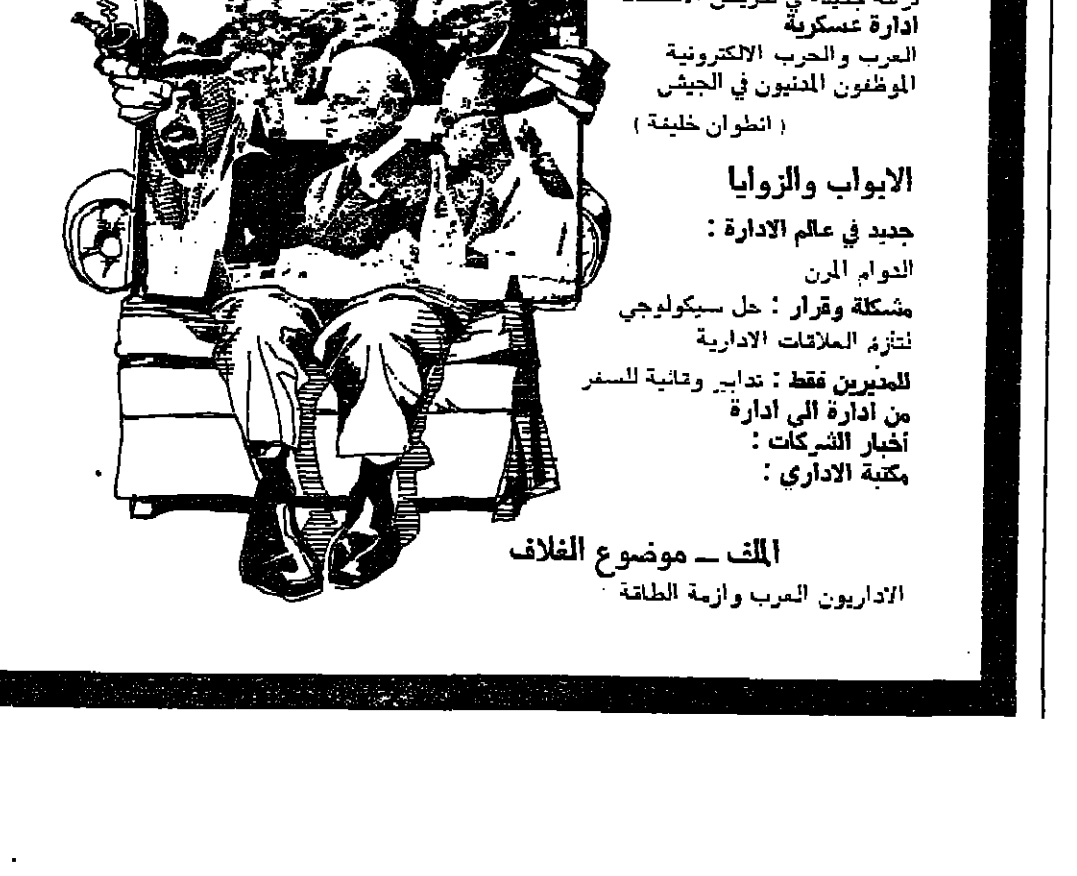 ادارة عسكرية
العرب والحرب الالكترونية
الموظفون المدنيون في الجيش
( انطوان خليفة )
الابواب والزوايا
جديد في عالم الادارة :
الدوام المرن
مشكلة وقرار : حل سيكولوجي
لتأزم العلاقات الادارية
للمديرين فقط : تدابير وقائية للسفر
من ادارة الى ادارة
أخبار الشركات :
مكتبة الاداري :
الملف – موضوع الغلاف
الاداريون العرب وازمة الطاقة